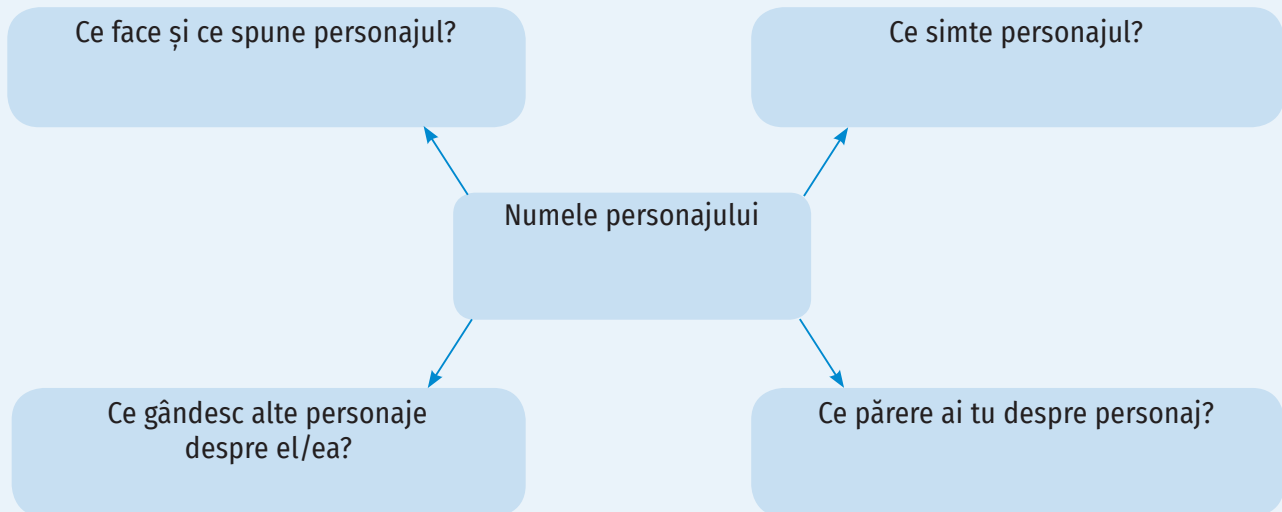 Ce face și ce spune personajul?
Ce simte personajul?
Numele personajului
Ce gândesc alte personaje
despre el/ea?
Ce părere ai tu despre personaj?